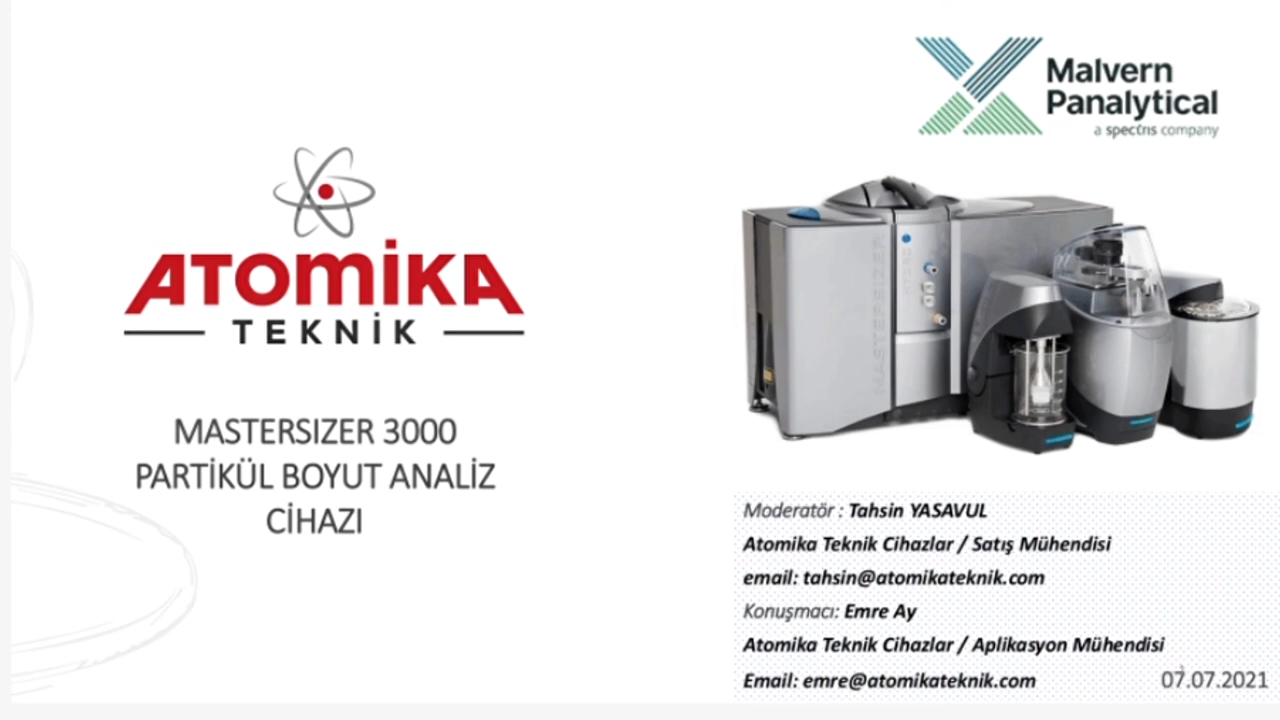 Malvern
Panalytical
a spectris company
ATOMİKA
TEKNİK
MASTERSIZER 3000
PARTİKÜL BOYUT ANALİZ
CİHAZI
MASTERSIZER
Moderatör : Tahsin YASAVUL
Atomika Teknik Cihazlar / Satış Mühendisi
email: tahsin@atomikateknik.com
Konuşmacı: Emre Ay
Atomika Teknik Cihazlar / Aplikasyon Mühendisi
Email: emre@atomikateknik.com
07.07.2021